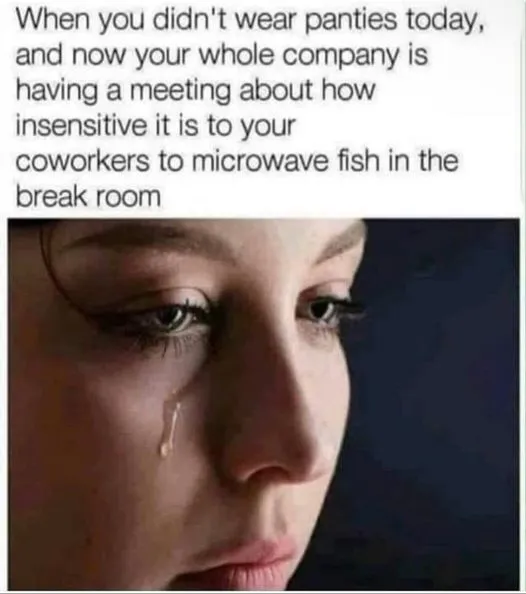 When you didn't wear panties today,
and now your whole company is
having a meeting about how
insensitive it is to your
coworkers to microwave fish in the
break room